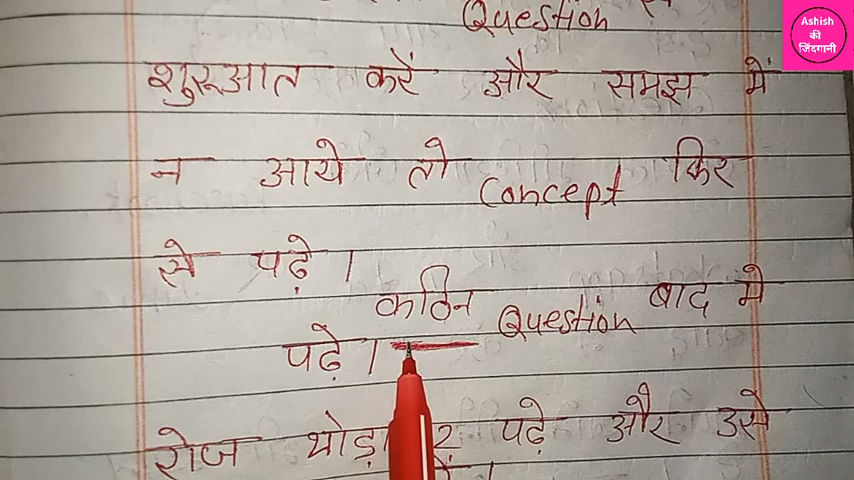 Question
Ashish
की
जिंदगानी
शुरूआत करें और समझ में
न आये तो Concept फिर
से पढ़े ।
कठिन Question बाद मे
पढ़े ।
रोज थोड़ा पढ़े और उसे